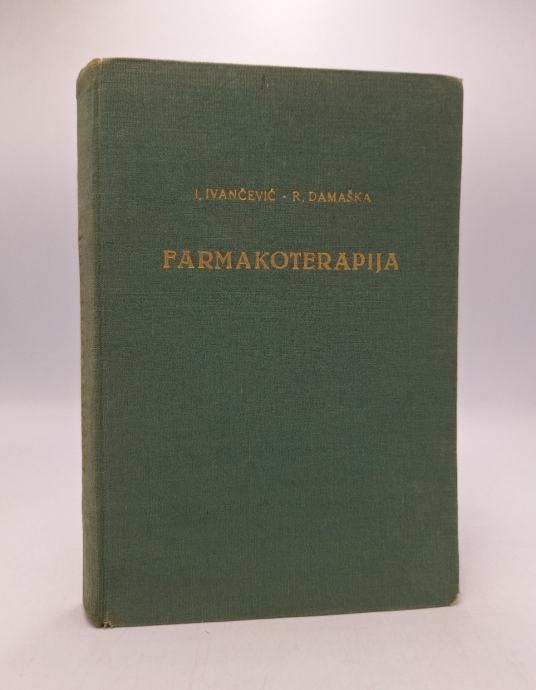 I. IVANČEVIĆ - R. DAMAŠKA
FARMAKOTERAPIJA